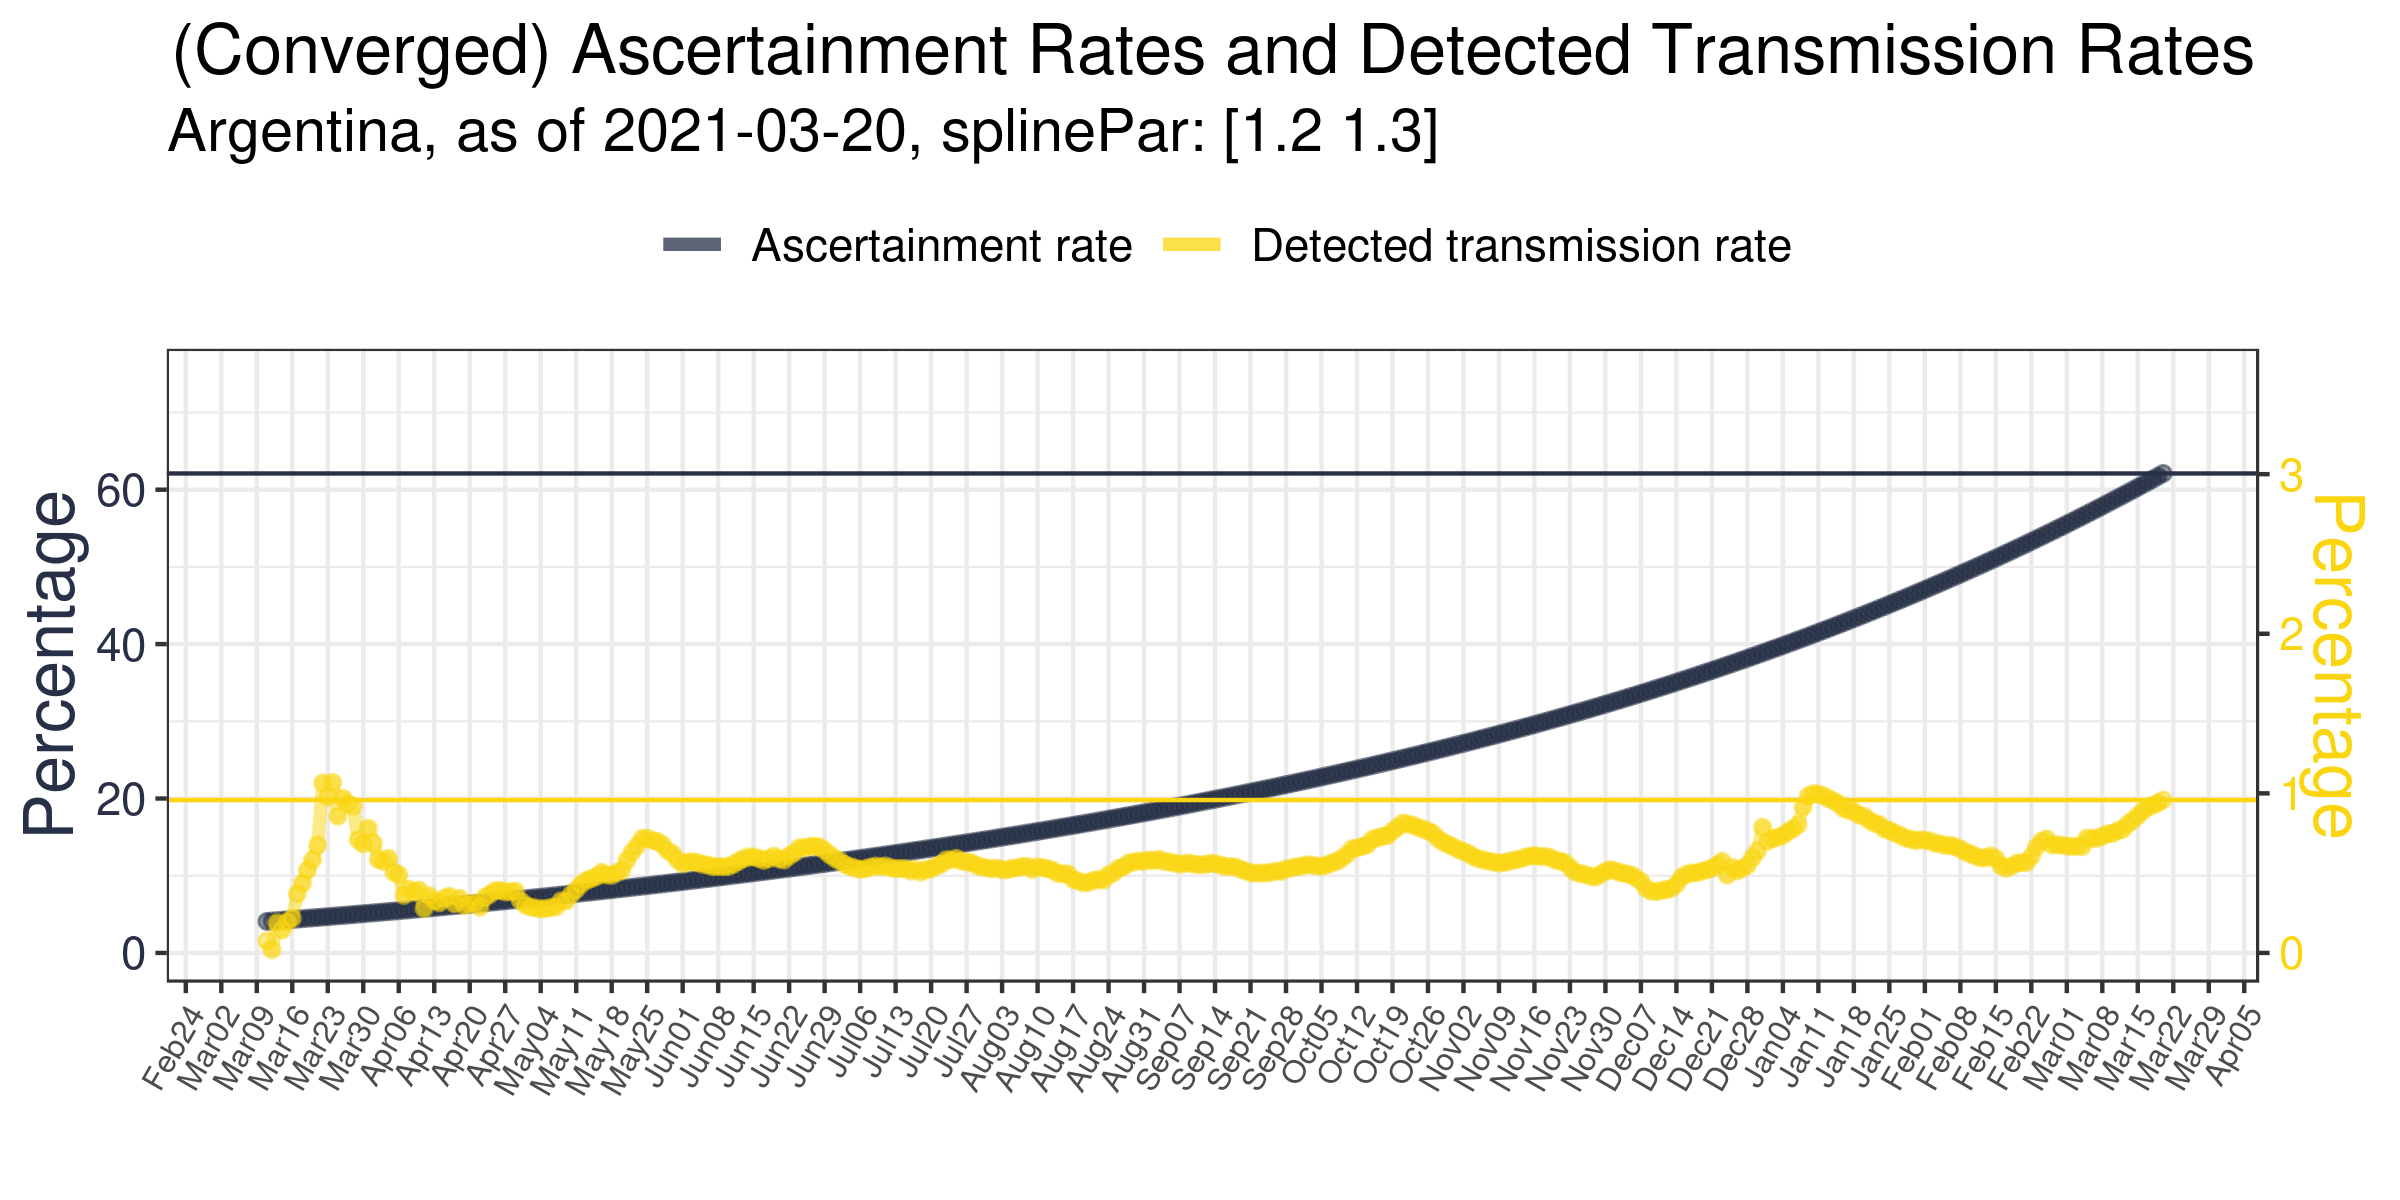 (Converged) Ascertainment Rates and Detected Transmission Rates
Argentina, as of 2021-03-20, splinePar: [1.2 1.3]
Ascertainment rate Detected transmission rate
Percentage
60
40
20
0
3
2
1
0
Percentage
Feb24 Mar02 Mar09 Mar16 Mar23 Mar30 Apr06 Apr13 Apr20 Apr27 May04 May11 May18 May25 Jun01 Jun08 Jun15 Jun22 Jun29 Jul06 Jul13 Jul20 Jul27 Aug03 Aug10 Aug17 Aug24 Aug31 Sep07 Sep14 Sep21 Sep28 Oct05 Oct12 Oct19 Oct26 Nov02 Nov09 Nov16 Nov23 Nov30 Dec07 Dec14 Dec21 Dec28 Jan04 Jan11 Jan18 Jan25 Feb01 Feb08 Feb15 Feb22 Mar01 Mar08 Mar15 Mar22 Mar29 Apr05